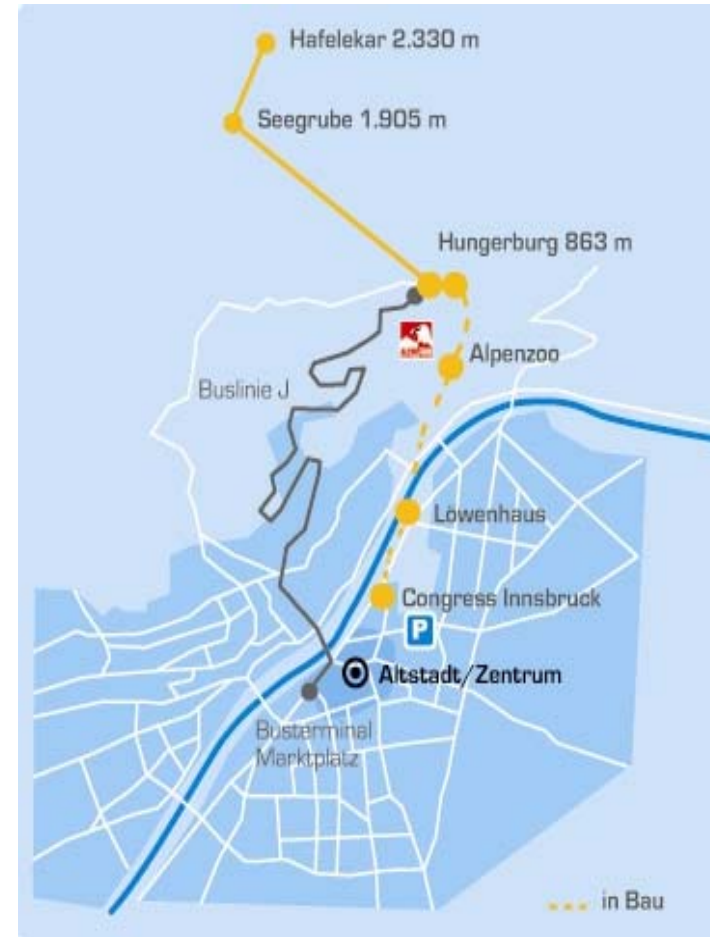 Hafelekar 2.330 m
Seegrube 1.905 m
Hungerburg 863 m
Alpenzoo
Buslinie J
Löwenhaus
Congress Innsbruck
P
Altstadt/Zentrum
Busterminal
Marktplatz
in Bau